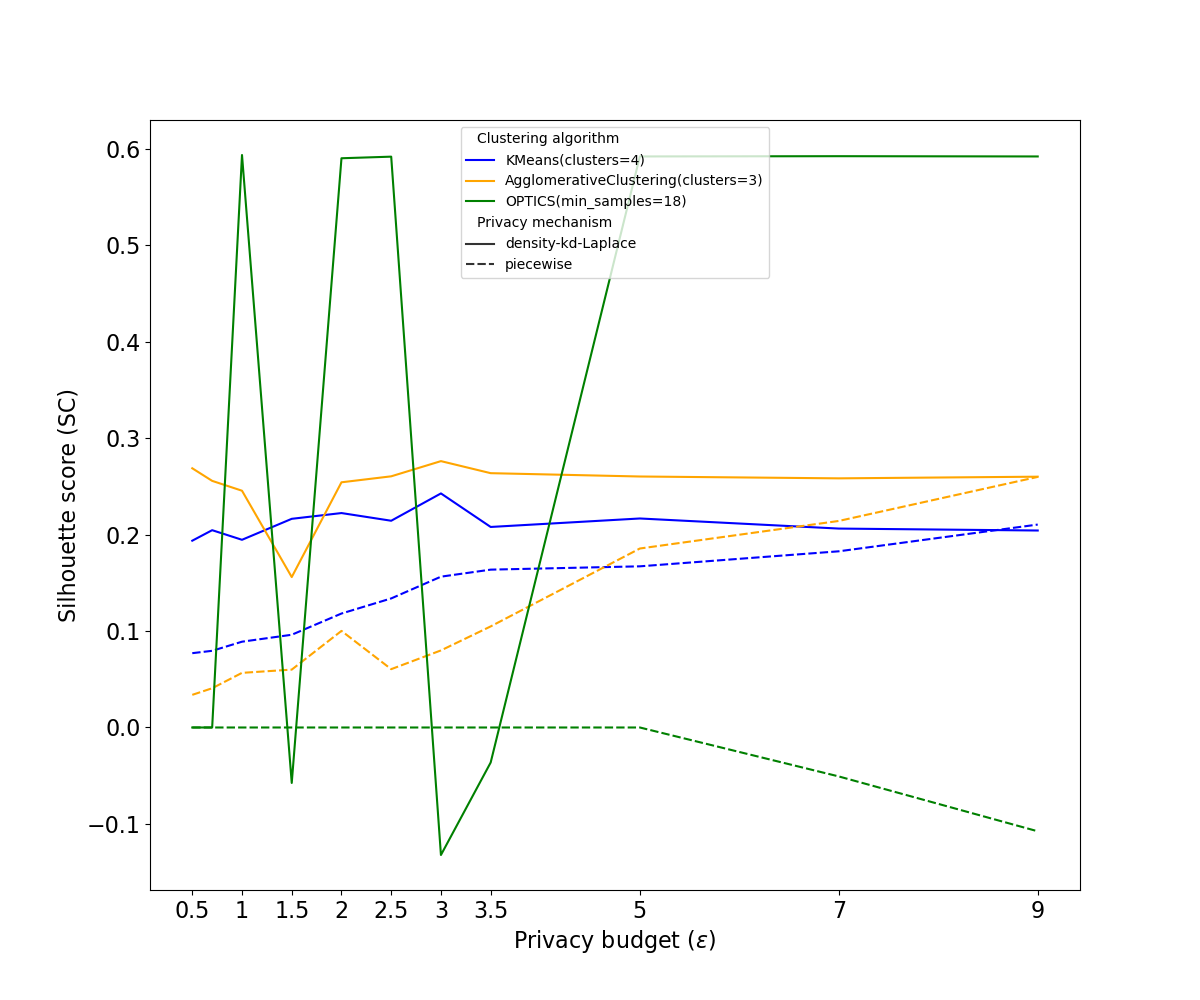 Clustering algorithm
KMeans(clusters=4)
AgglomerativeClustering(clusters=3)
OPTICS(min_samples=18)
Privacy mechanism
density-kd-Laplace
piecewise
Silhouette score (SC)
0.6
0.5
0.4
0.3
0.2
0.1
0.0
−0.1
0.5 1 1.5 2 2.5 3 3.5 5 7 9
Privacy budget (ε)